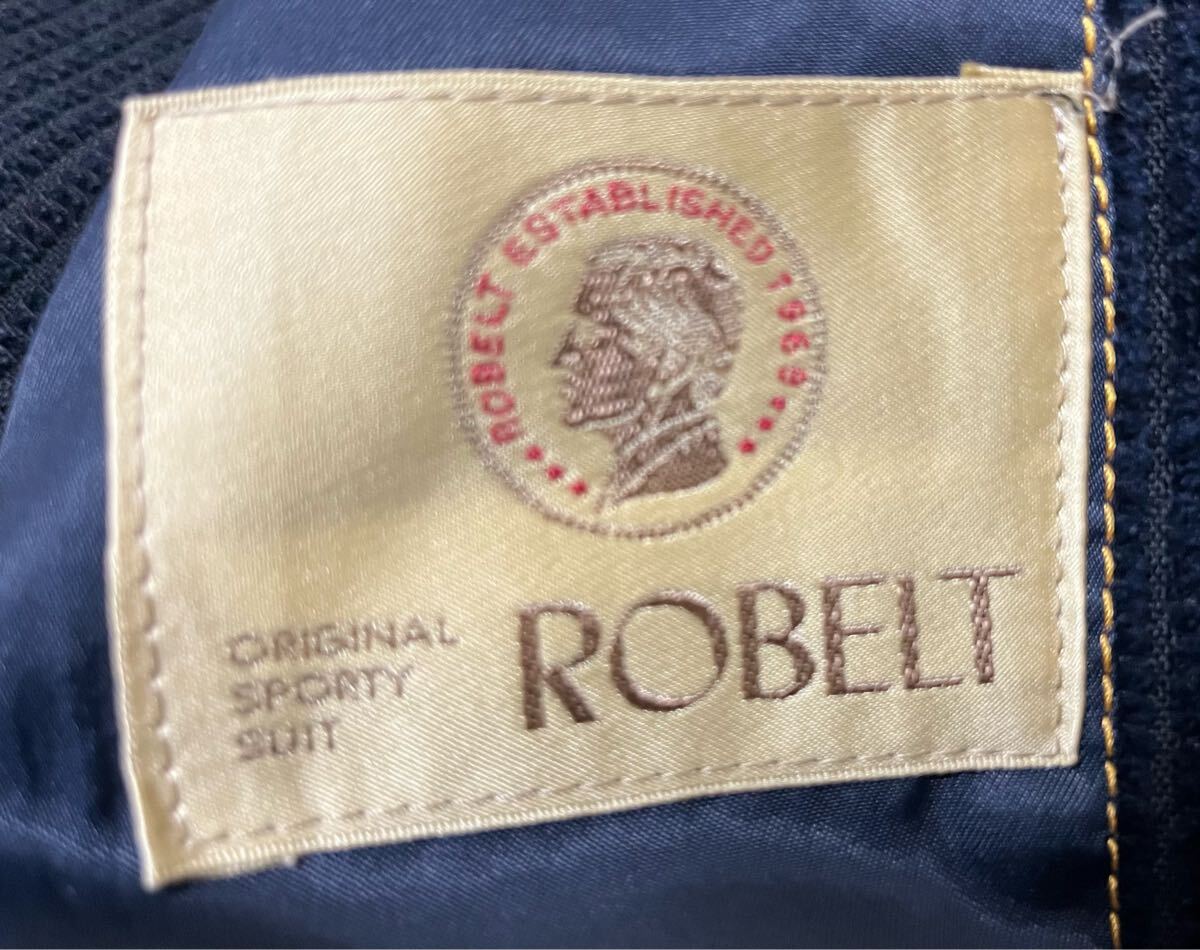 ROBELT ESTABLISHED 1969
ORIGINAL
SPORTY
SUIT
ROBELT